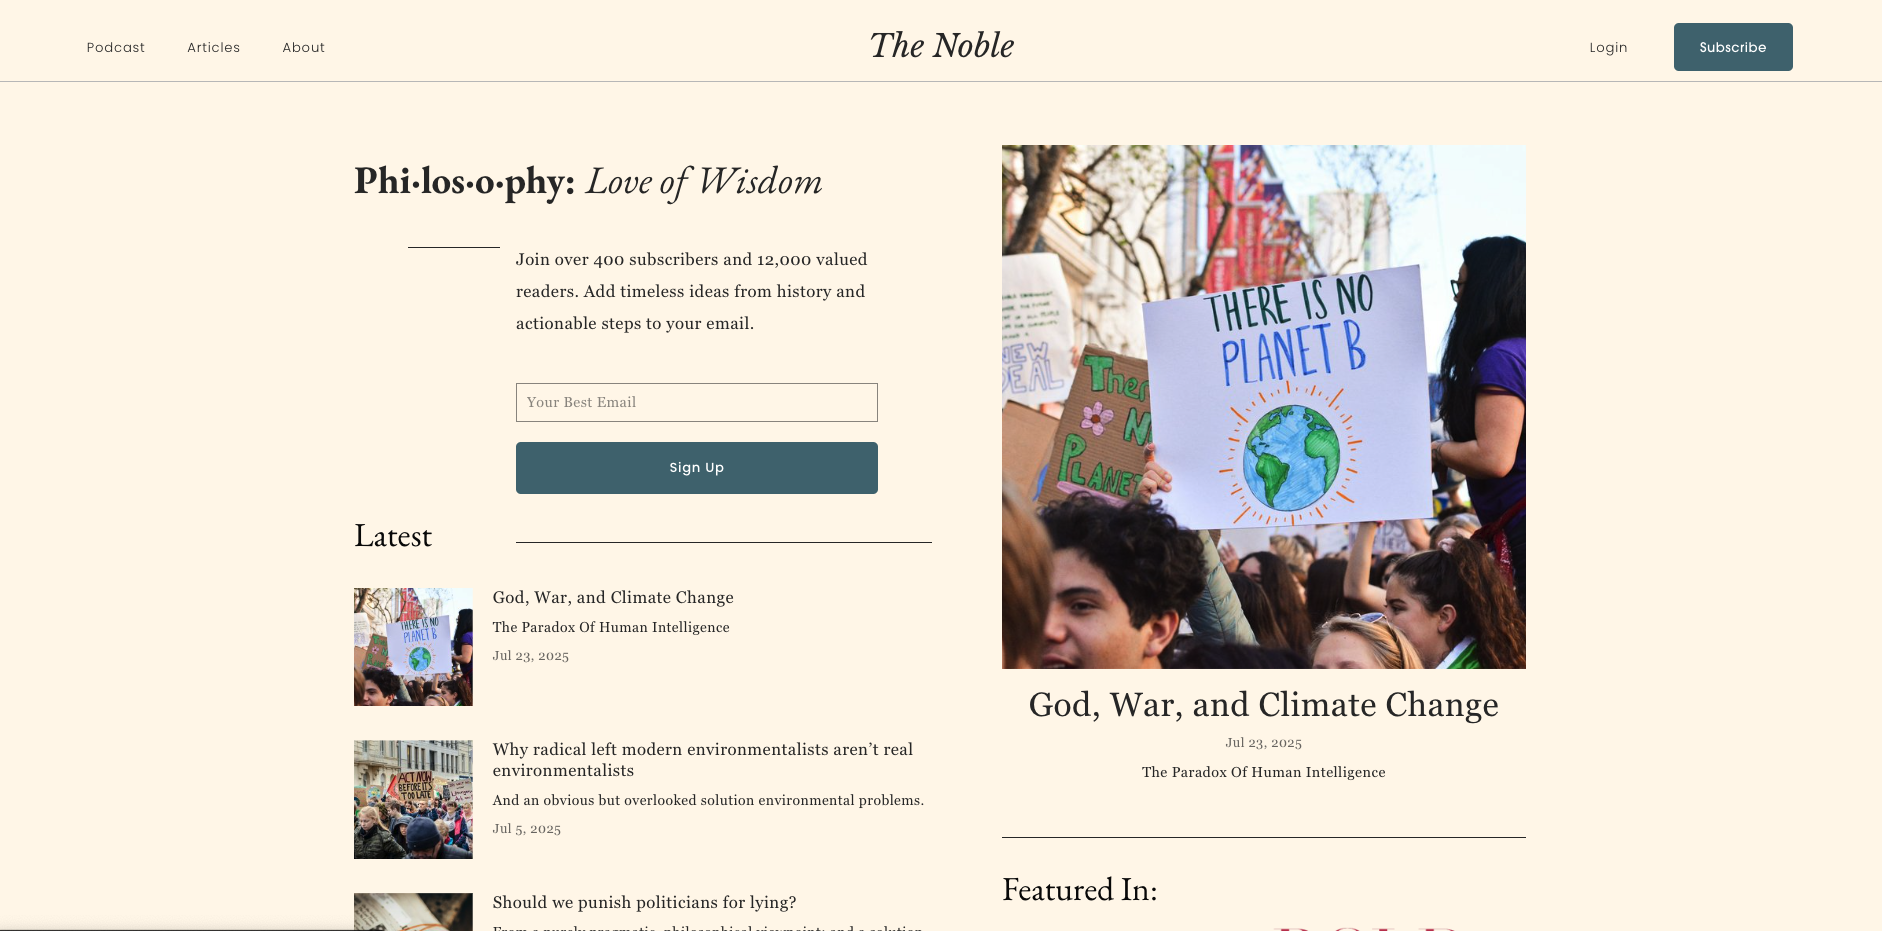 Podcast
Articles
About
The Noble
Login
Subscribe
Phi·los·o·phy: Love of Wisdom
Join over 400 subscribers and 12,000 valued
readers. Add timeless ideas from history and
actionable steps to your email.
Your Best Email
Sign Up
Latest
God, War, and Climate Change
The Paradox Of Human Intelligence
Jul 23, 2025
THERE IS NO
PLANET B
Why radical left modern environmentalists aren’t real
environmentalists
And an obvious but overlooked solution environmental problems.
Jul 5, 2025
ACT NOW
BEFORE IT'S
TOO LATE
Should we punish politicians for lying?
THERE IS NO
PLANET B
NEW
DEAL
N
PLANET
God, War, and Climate Change
Jul 23, 2025
The Paradox Of Human Intelligence
Featured In: